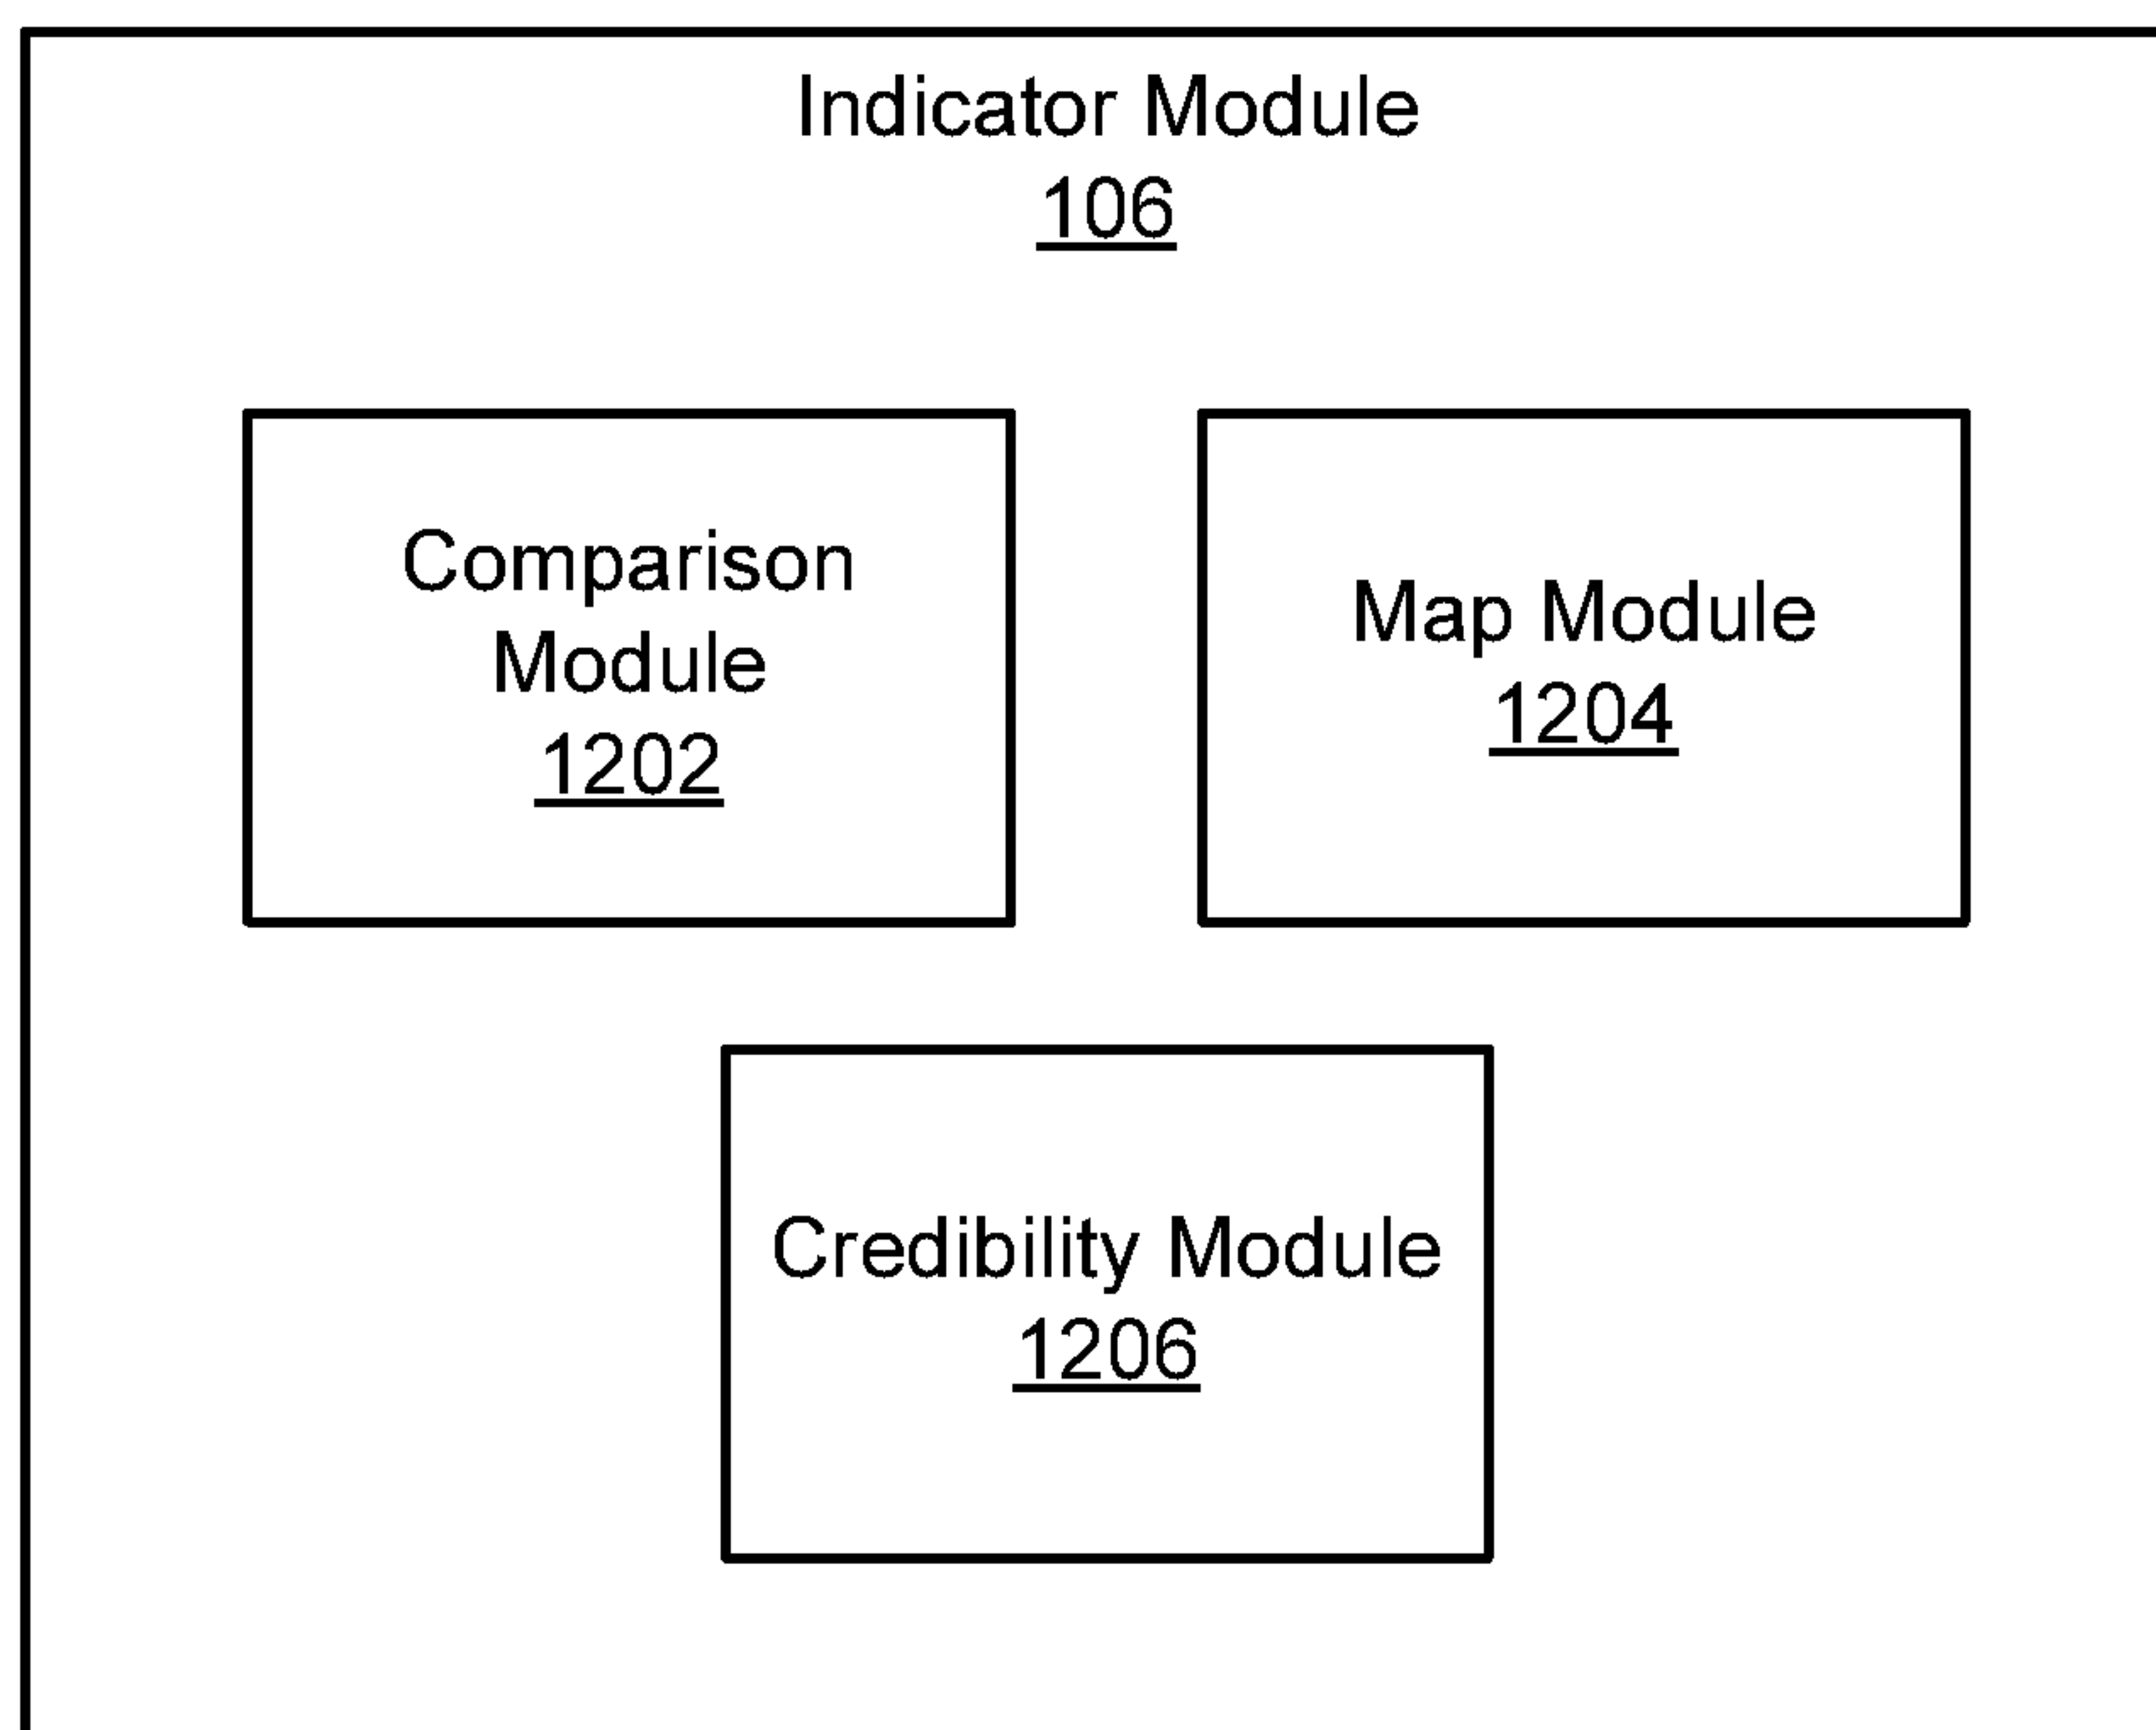 Indicator Module
106
Comparison
Module
1202
Map Module
1204
Credibility Module
1206